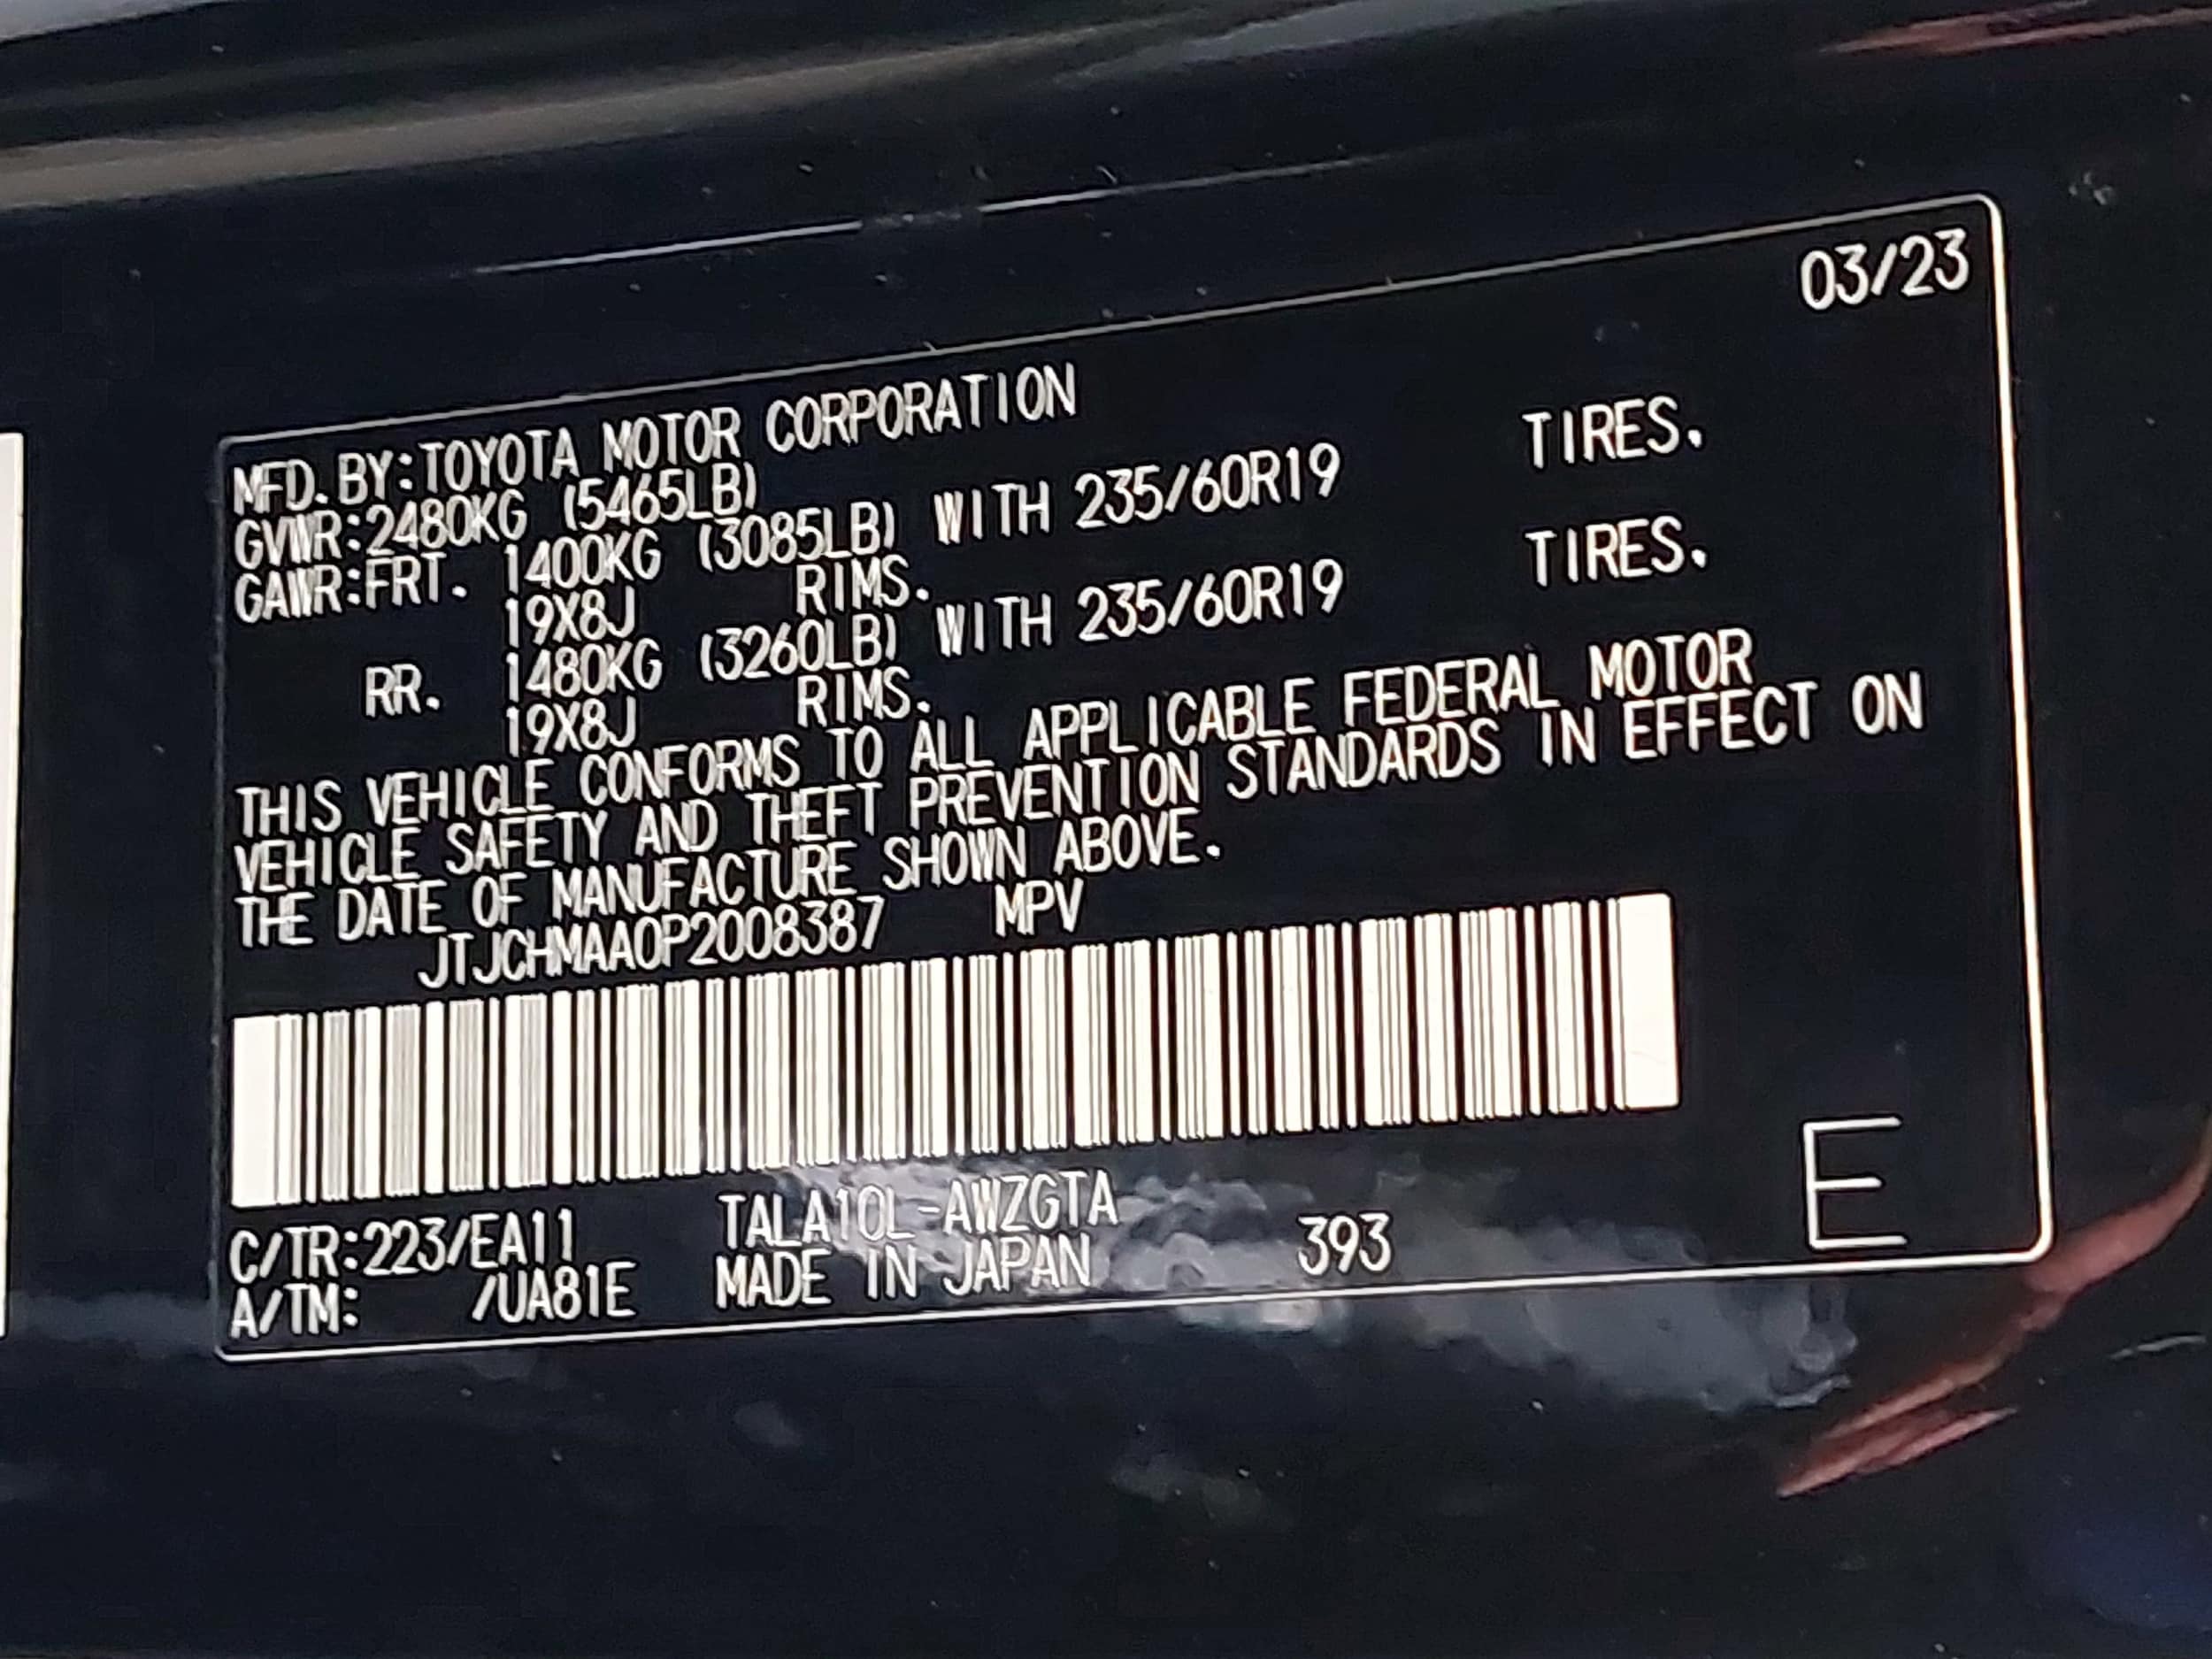 03/23
MFD. BY:TOYOTA MOTOR CORPORATION
GVWR:2480KG (5465LB)
GAWR:FRT. 1400KG (3085LB) WITH 235/60R19 TIRES.
19X8J RIMS.
RR. 1480KG (3260LB) WITH 235/60R19 TIRES.
19X8J RIMS.
THIS VEHICLE CONFORMS TO ALL APPLICABLE FEDERAL MOTOR
VEHICLE SAFETY AND THEFT PREVENTION STANDARDS IN EFFECT ON
THE DATE OF MANUFACTURE SHOWN ABOVE.
JTJCHMAA0P2008387 MPV
C/TR:223/EA11 TALA10L-AWZGTA
A/TM: /UA81E MADE IN JAPAN 393 E